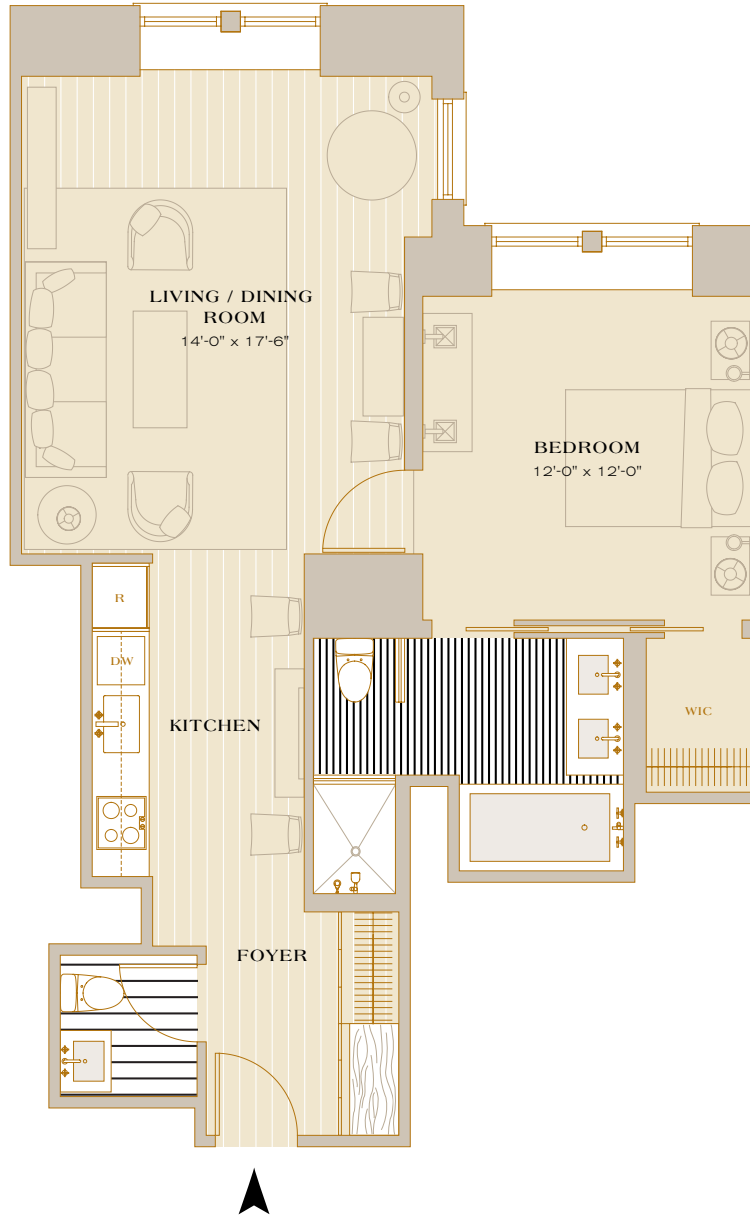 LIVING / DINING
ROOM
14'-0" x 17'-6"
BEDROOM
12'-0" x 12'-0"
R
DW
KITCHEN
WIC
FOYER